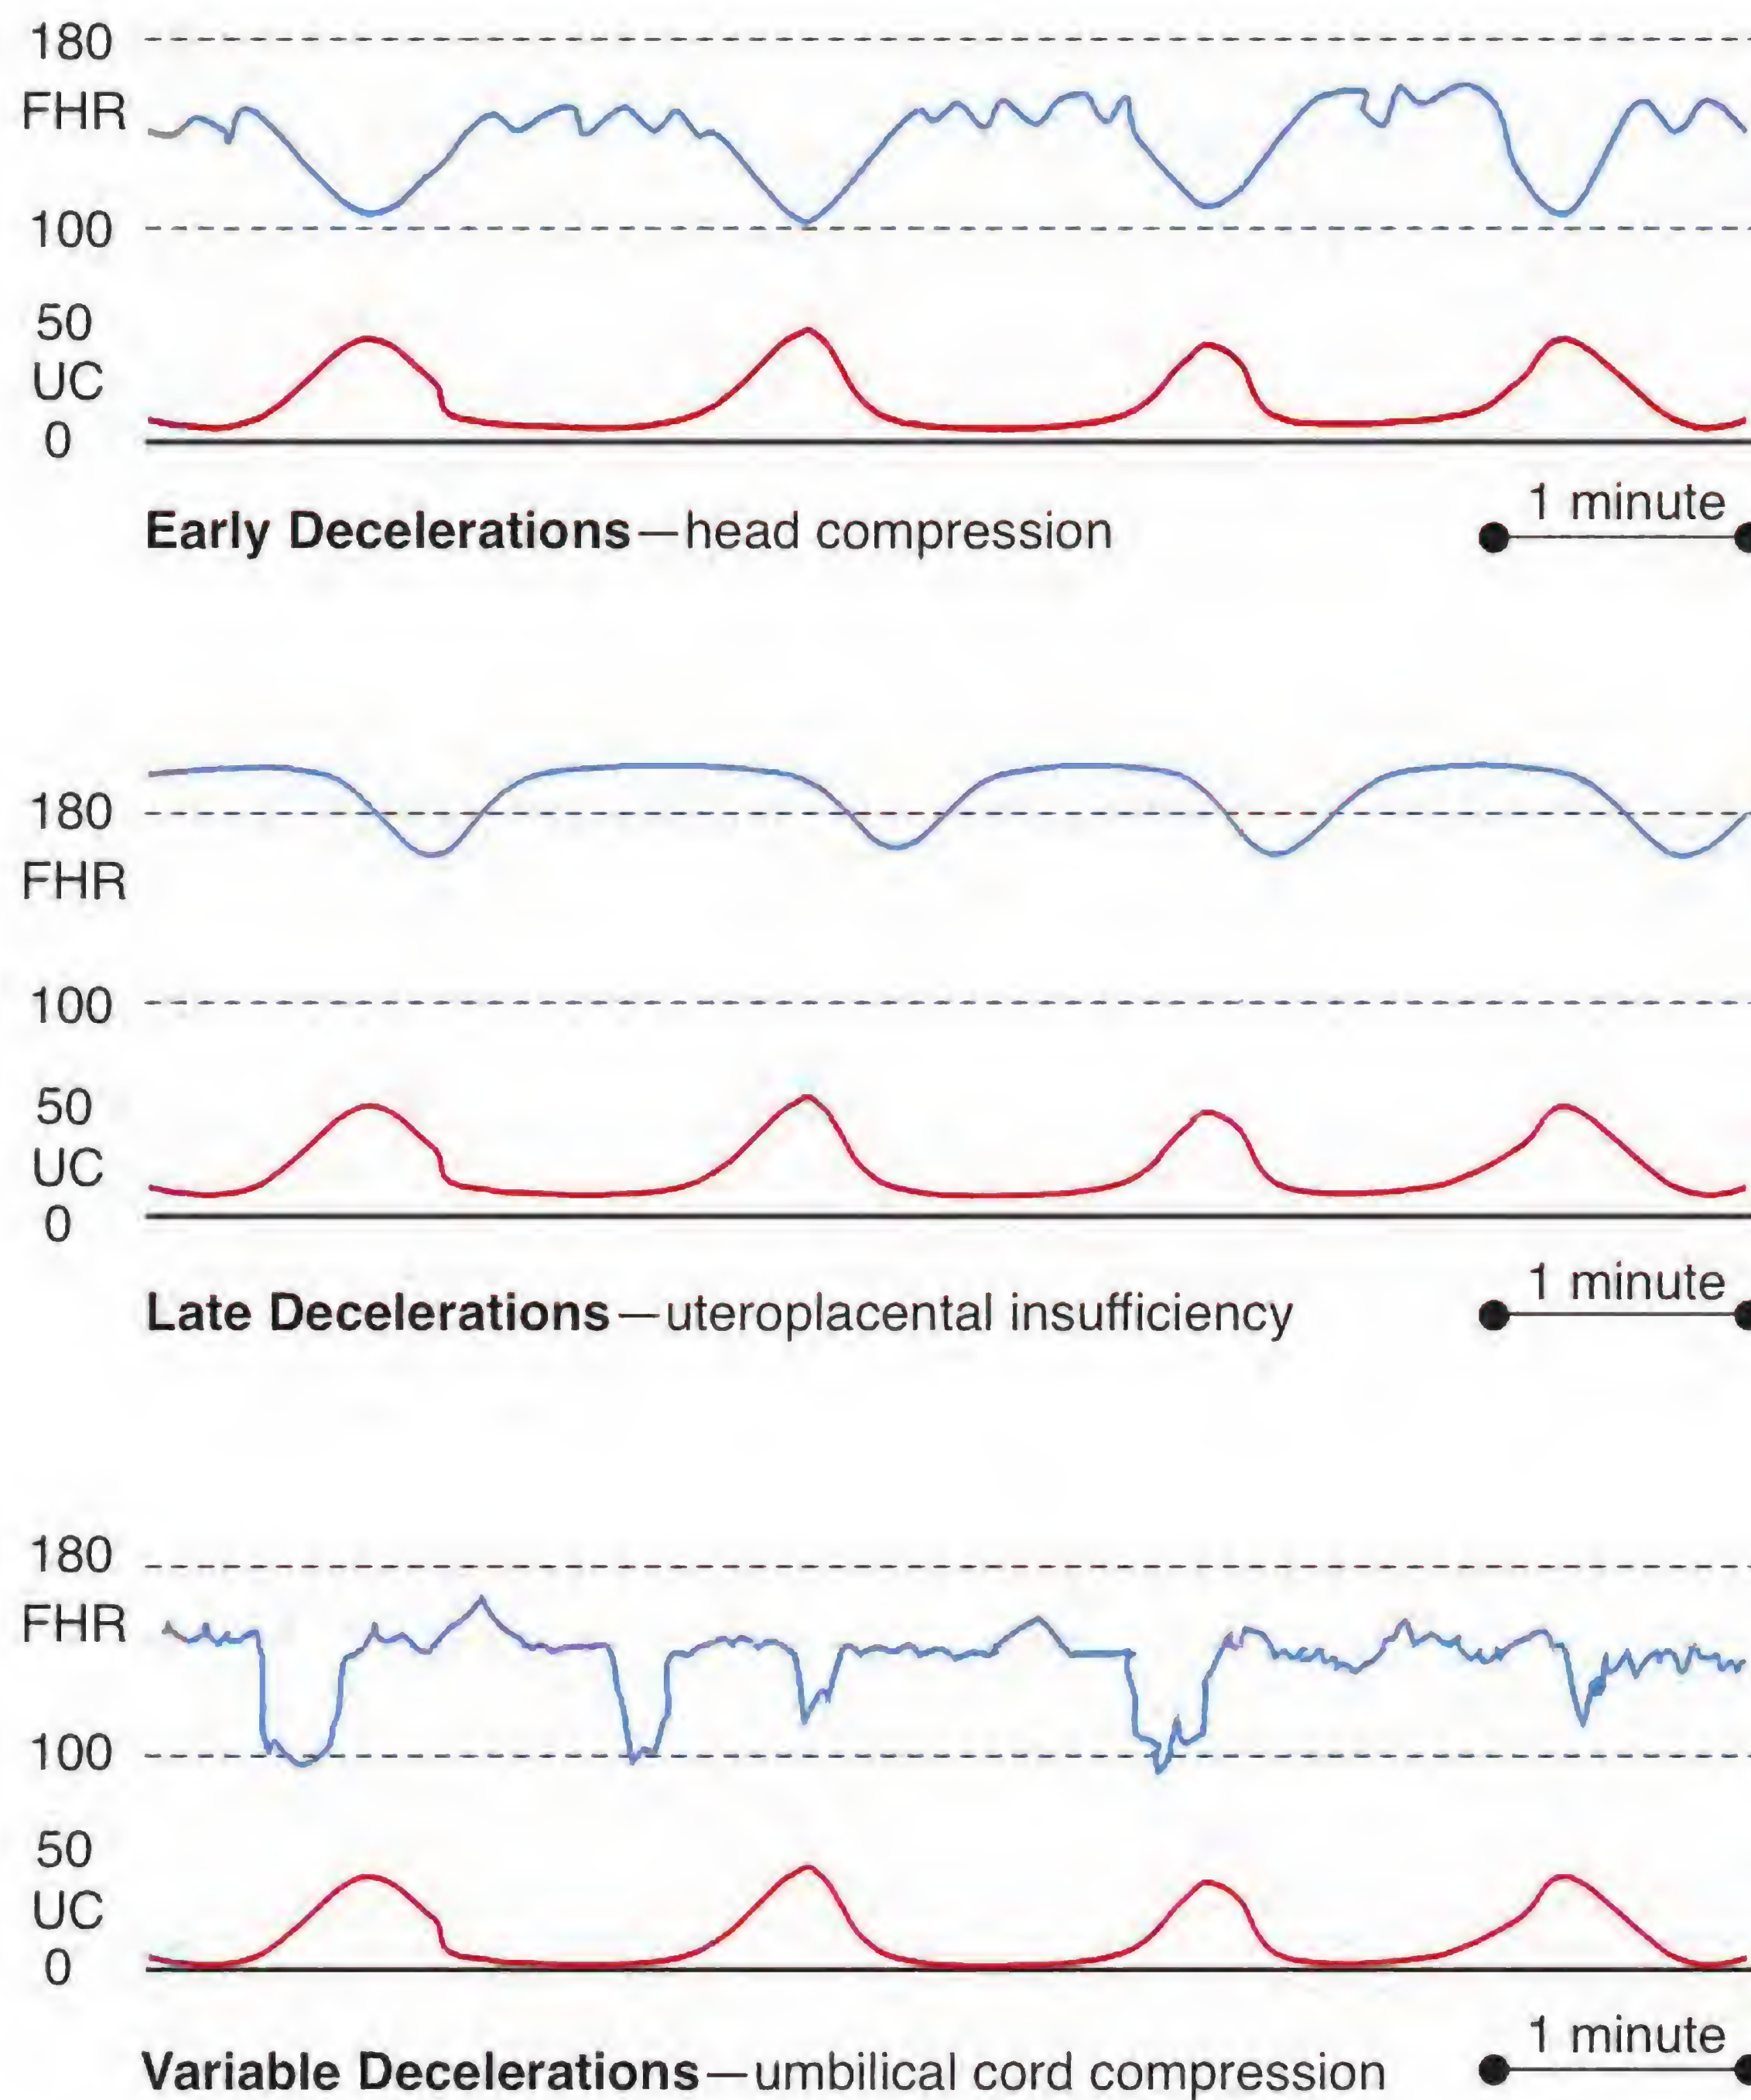 180
FHR
100
50
UC
0
Early Decelerations—head compression
1 minute
180
FHR
100
50
UC
0
Late Decelerations—uteroplacental insufficiency
1 minute
180
FHR
100
50
UC
0
Variable Decelerations—umbilical cord compression
1 minute